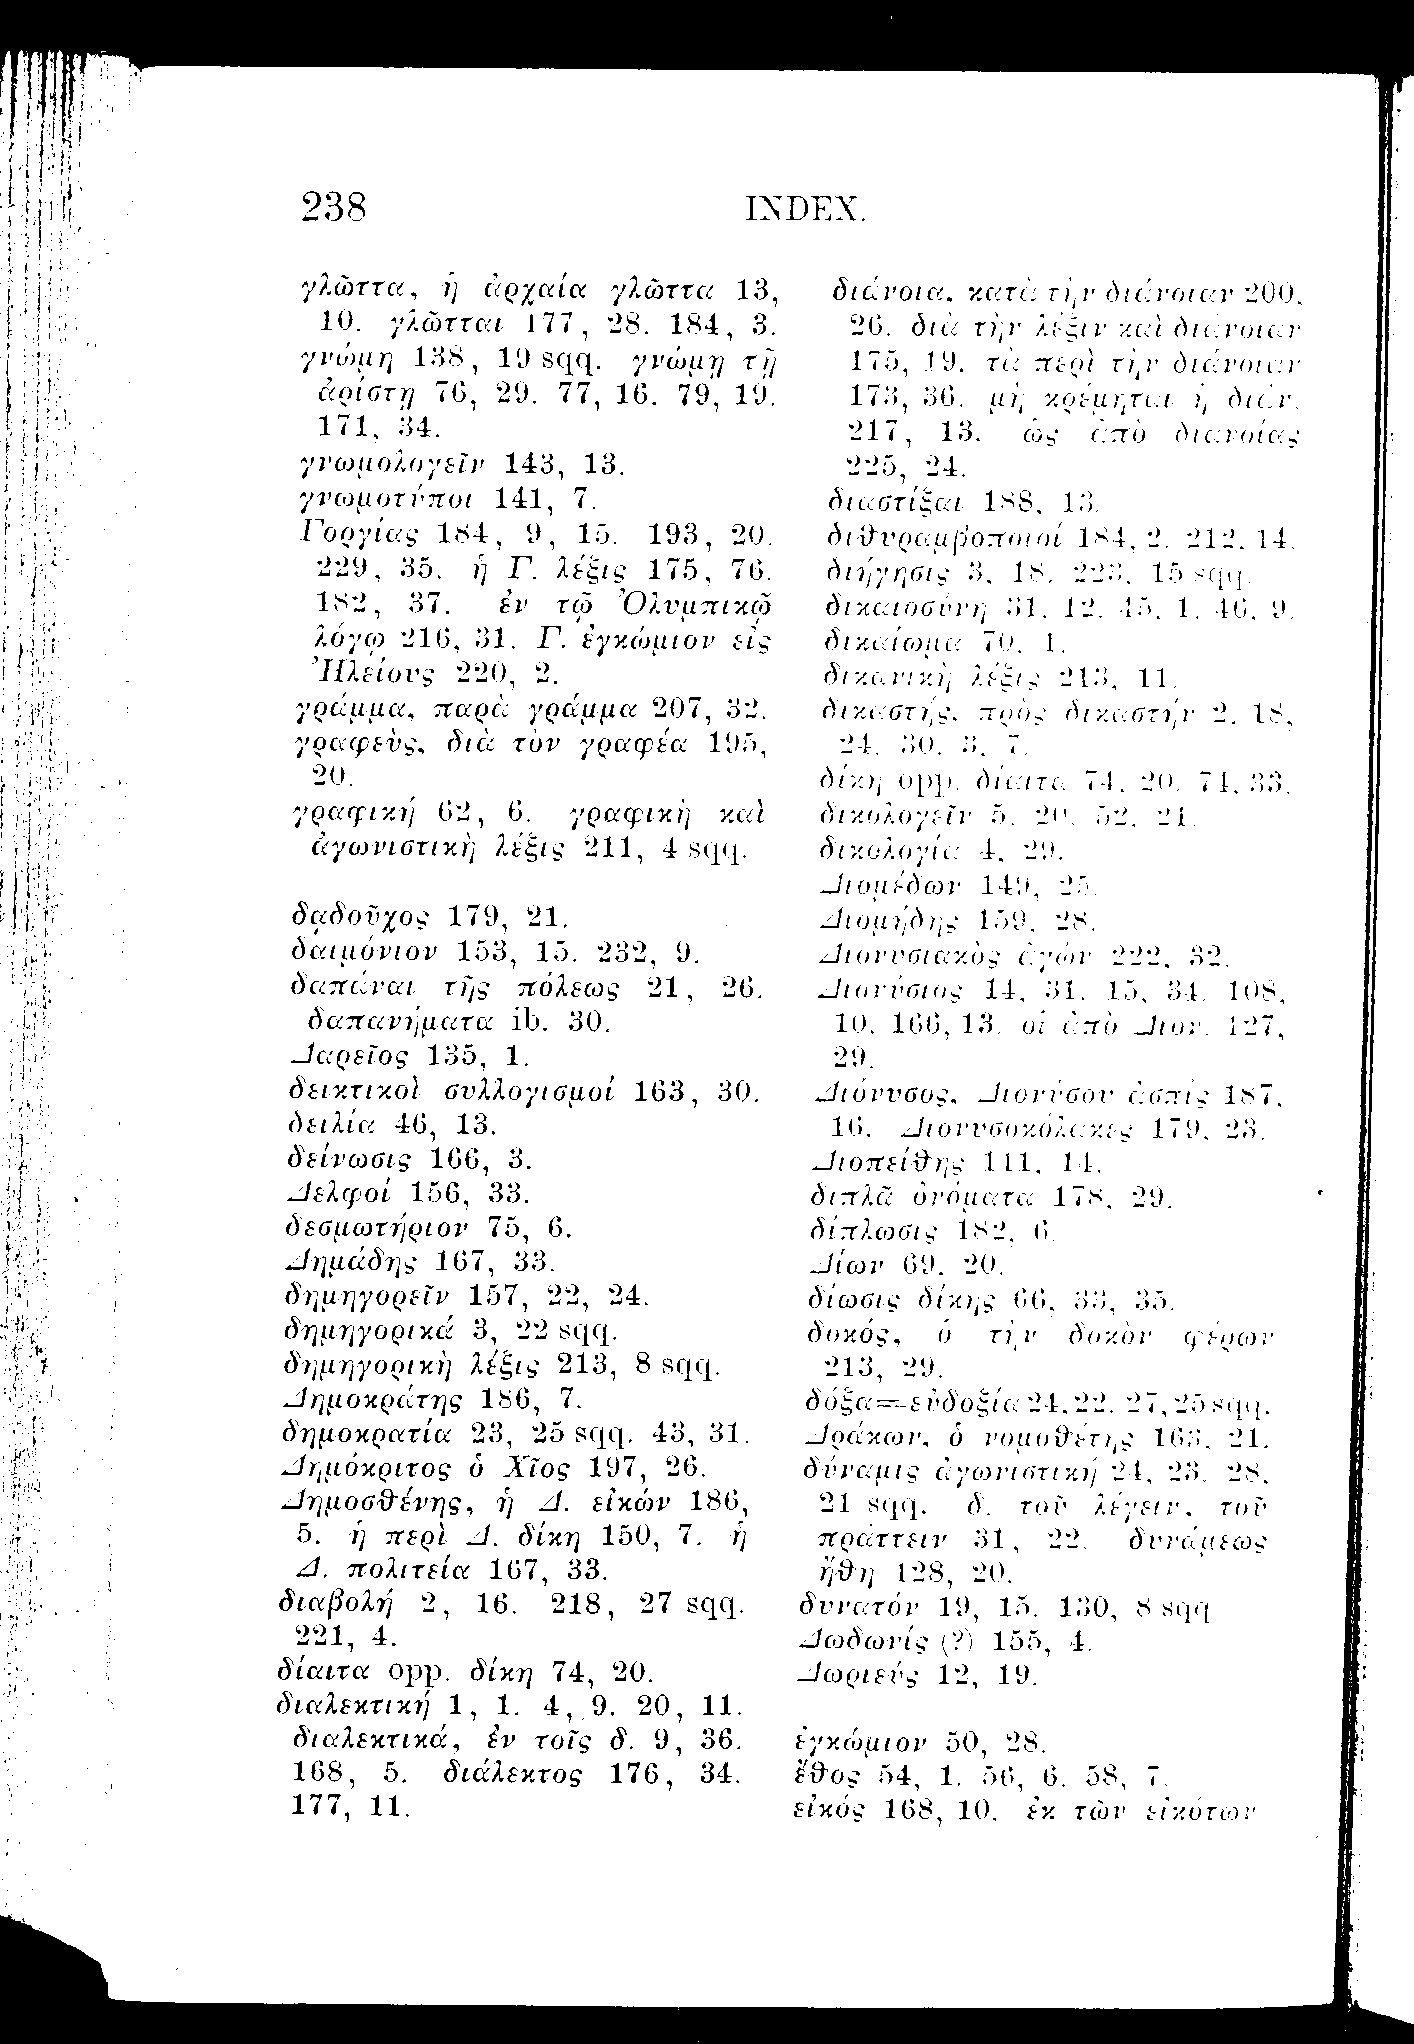 238 INDEX.
γλῶττα, ἡ ἀρχαία γλῶττα 13,
10. γλῶτται 177, 28. 184, 3.
γνώμη 138, 19 sqq. γνώμῃ τῇ
ἀρίστῃ 76, 29. 77, 16. 79, 19.
171, 34.
γνωμολογεῖν 143, 13.
γνωμοτύποι 141, 7.
Γοργίας 184, 9, 15. 193, 20.
229, 35. ἡ Γ. λέξις 175, 76.
182, 37. ἐν τῷ Ὀλυμπικῷ
λόγῳ 216, 31. Γ. ἐγκώμιον εἰς
Ἠλείους 220, 2.
γράμμα, παρὰ γράμμα 207, 32.
γραφεὺς, διὰ τὸν γραφέα 195,
20.
γραφική 62, 6. γραφικὴ καὶ
ἀγωνιστικὴ λέξις 211, 4 sqq.
δᾳδοῦχος 179, 21.
δαιμόνιον 153, 15. 232, 9.
δαπάναι τῆς πόλεως 21, 26.
δαπανήματα ib. 30.
Δαρεῖος 135, 1.
δεικτικοὶ συλλογισμοί 163, 30.
δειλία 46, 13.
δείνωσις 166, 3.
Δελφοί 156, 33.
δεσμωτήριον 75, 6.
Δημάδης 167, 33.
δημηγορεῖν 157, 22, 24.
δημηγορικά 3, 22 sqq.
δημηγορικὴ λέξις 213, 8 sqq.
Δημοκράτης 186, 7.
δημοκρατία 23, 25 sqq. 43, 31.
Δημόκριτος ὁ Χῖος 197, 26.
Δημοσθένης, ἡ Δ. εἰκών 186,
5. ἡ περὶ Δ. δίκη 150, 7. ἡ
Δ. πολιτεία 167, 33.
διαβολή 2, 16. 218, 27 sqq.
221, 4.
δίαιτα opp. δίκη 74, 20.
διαλεκτική 1, 1. 4, 9. 20, 11.
διαλεκτικά, ἐν τοῖς δ. 9, 36.
168, 5. διάλεκτος 176, 34.
177, 11.
διάνοια, κατὰ τὴν διάνοιαν 200,
26. διὰ τὴν λέξιν καὶ διάνοιαν
175, 19. τὰ περὶ τὴν διάνοιαν
173, 36. μὴ κρέμηται ἡ διάν.
217, 13. ὡς ἀπὸ διανοίας
225, 24.
διαστίξαι 188, 13.
διθυραμβοποιοί 184, 2. 212, 14.
διήγησις 3, 18. 223, 15 sqq.
δικαιοσύνη 31, 12. 45, 1. 46, 9.
δικαίωμα 70, 1.
δικανικὴ λέξις 213, 11.
δικαστής, πρὸς δικαστήν 2, 18,
24, 30. 3, 7.
δίκη opp. δίαιτα 74, 20. 74, 33.
δικολογεῖν 5, 20. 52, 21.
δικολογία 4, 29.
Διομέδων 149, 25.
Διομήδης 159, 28.
Διονυσιακὸς ἀγών 222, 32.
Διονύσιος 14, 31. 15, 34. 108,
10. 166, 13. οἱ ἀπὸ Διον. 127,
29.
Διόνυσος, Διονύσου ἀσπίς 187,
16. Διονυσοκόλακες 179, 23.
Διοπείθης 111, 14.
διπλᾶ ὀνόματα 178, 29.
δίπλωσις 182, 6.
Δίων 69, 20.
δίωσις δίκης 66, 33, 35.
δοκός, ὁ τὴν δοκὸν φέρων
213, 29.
δόξα=εὐδοξία 24, 22. 27, 25 sqq.
Δράκων, ὁ νομοθέτης 163, 21.
δύναμις ἀγωνιστική 24, 23. 28,
21 sqq. δ. τοῦ λέγειν, τοῦ
πράττειν 31, 22. δυνάμεως
ἤθη 128, 20.
δυνατόν 19, 15. 130, 8 sqq
Δωδωνίς (?) 155, 4.
Δωριεύς 12, 19.
ἐγκώμιον 50, 28.
ἔθος 54, 1. 56, 6. 58, 7.
εἰκός 168, 10. ἐκ τῶν εἰκότων